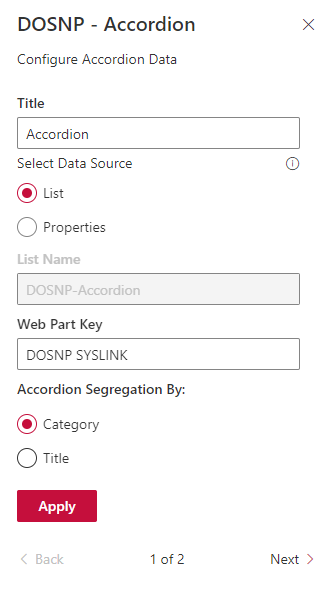 DOSNP - Accordion
Configure Accordion Data
Title
Accordion
Select Data Source
List
Properties
List Name
DOSNP-Accordion
Web Part Key
DOSNP SYSLINK
Accordion Segregation By:
Category
Title
Apply
Back 1 of 2 Next